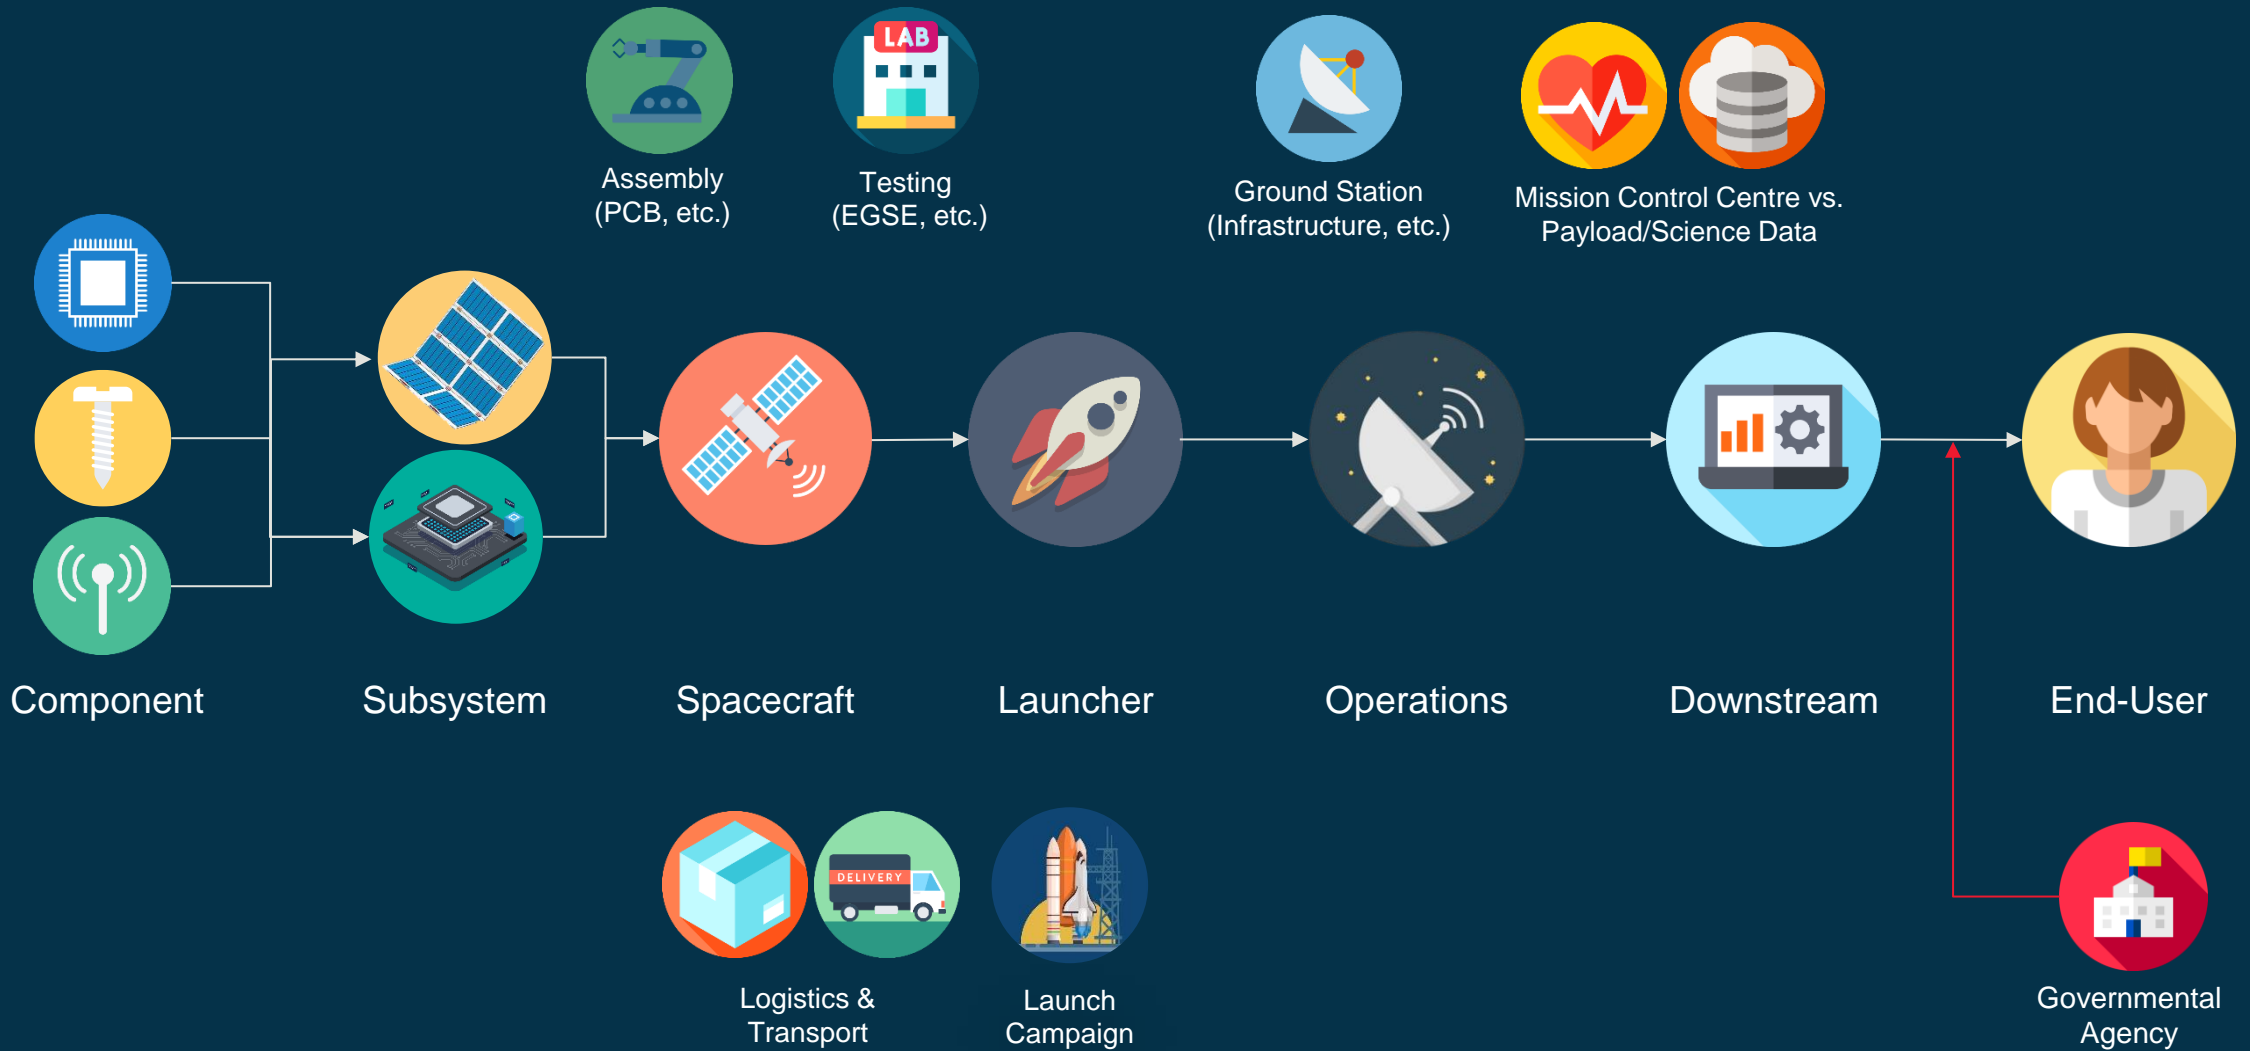 LAB
Assembly
(PCB, etc.)
Testing
(EGSE, etc.)
Ground Station
(Infrastructure, etc.)
Mission Control Centre vs.
Payload/Science Data
Component
Subsystem
Spacecraft
Launcher
Operations
Downstream
End-User
DELIVERY
Logistics &
Transport
Launch
Campaign
Governmental
Agency